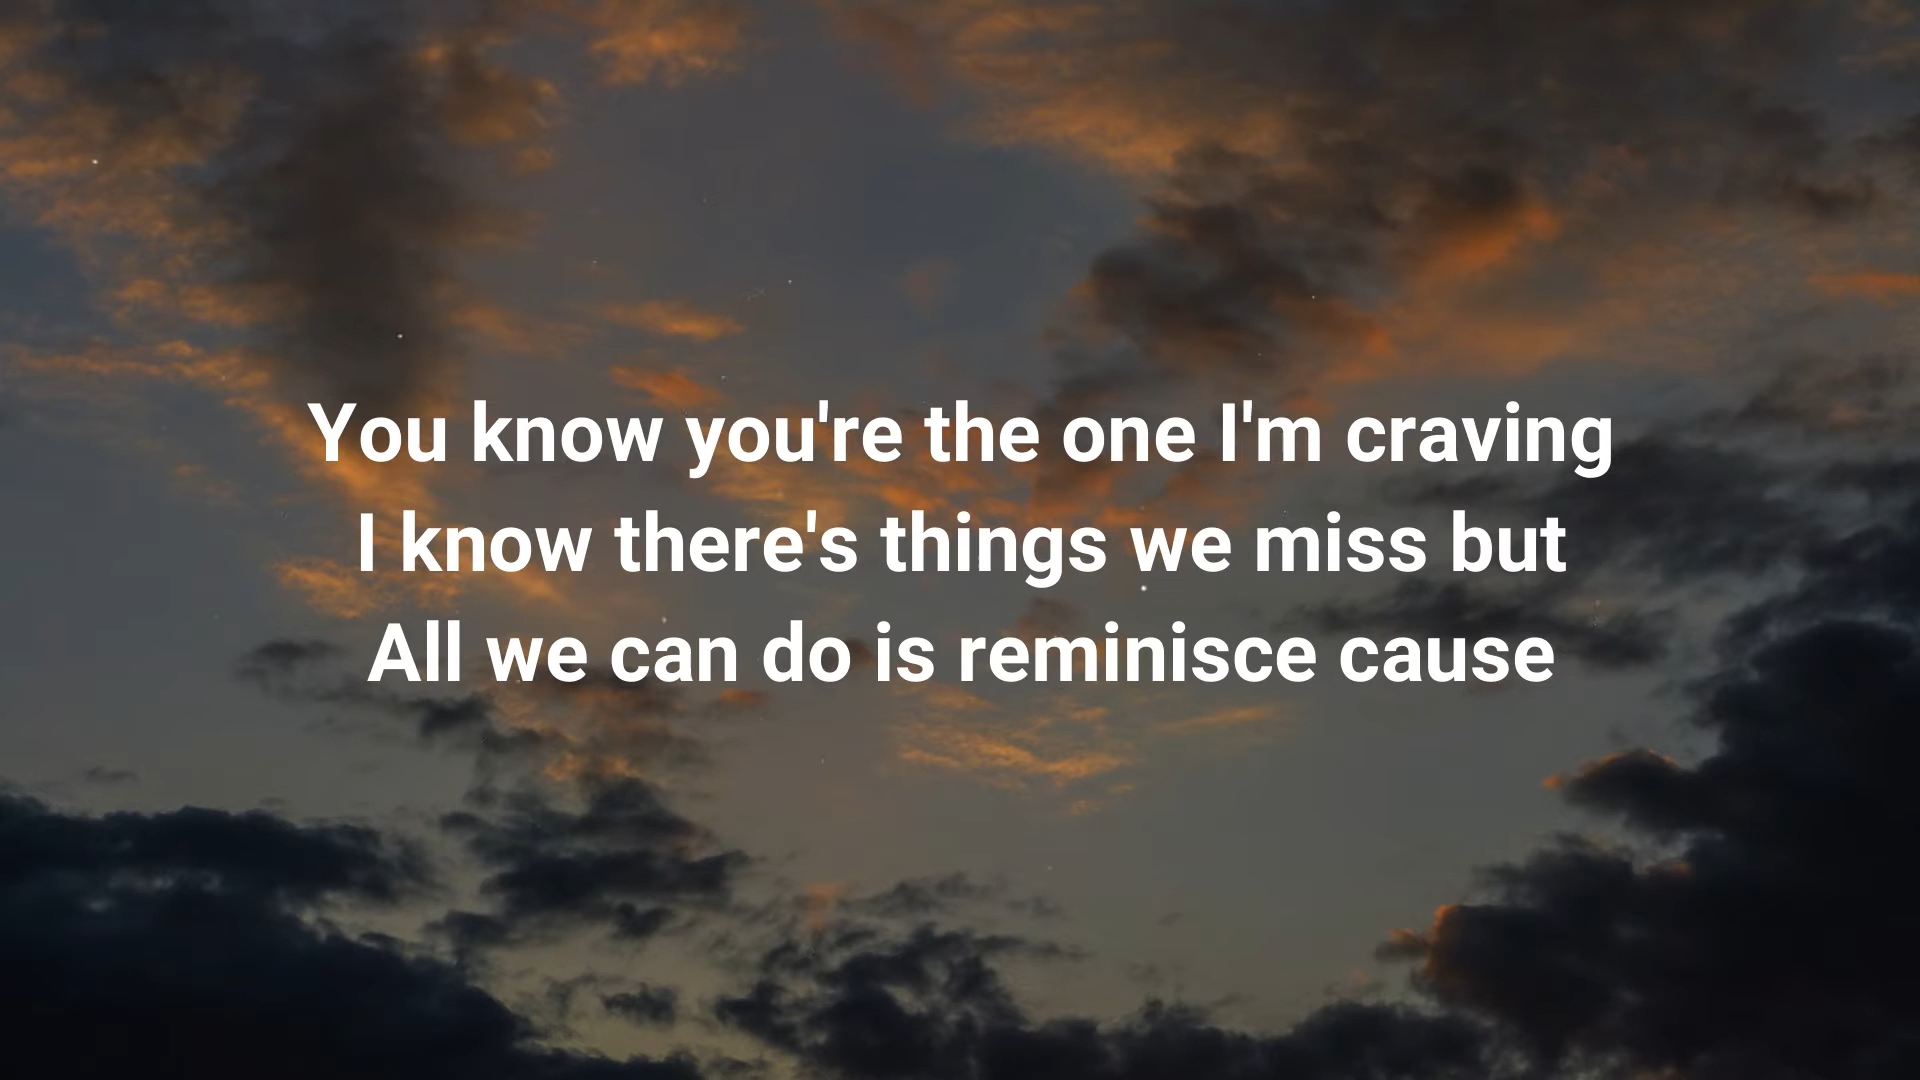 You know you're the one I'm craving
I know there's things we miss but
All we can do is reminisce cause